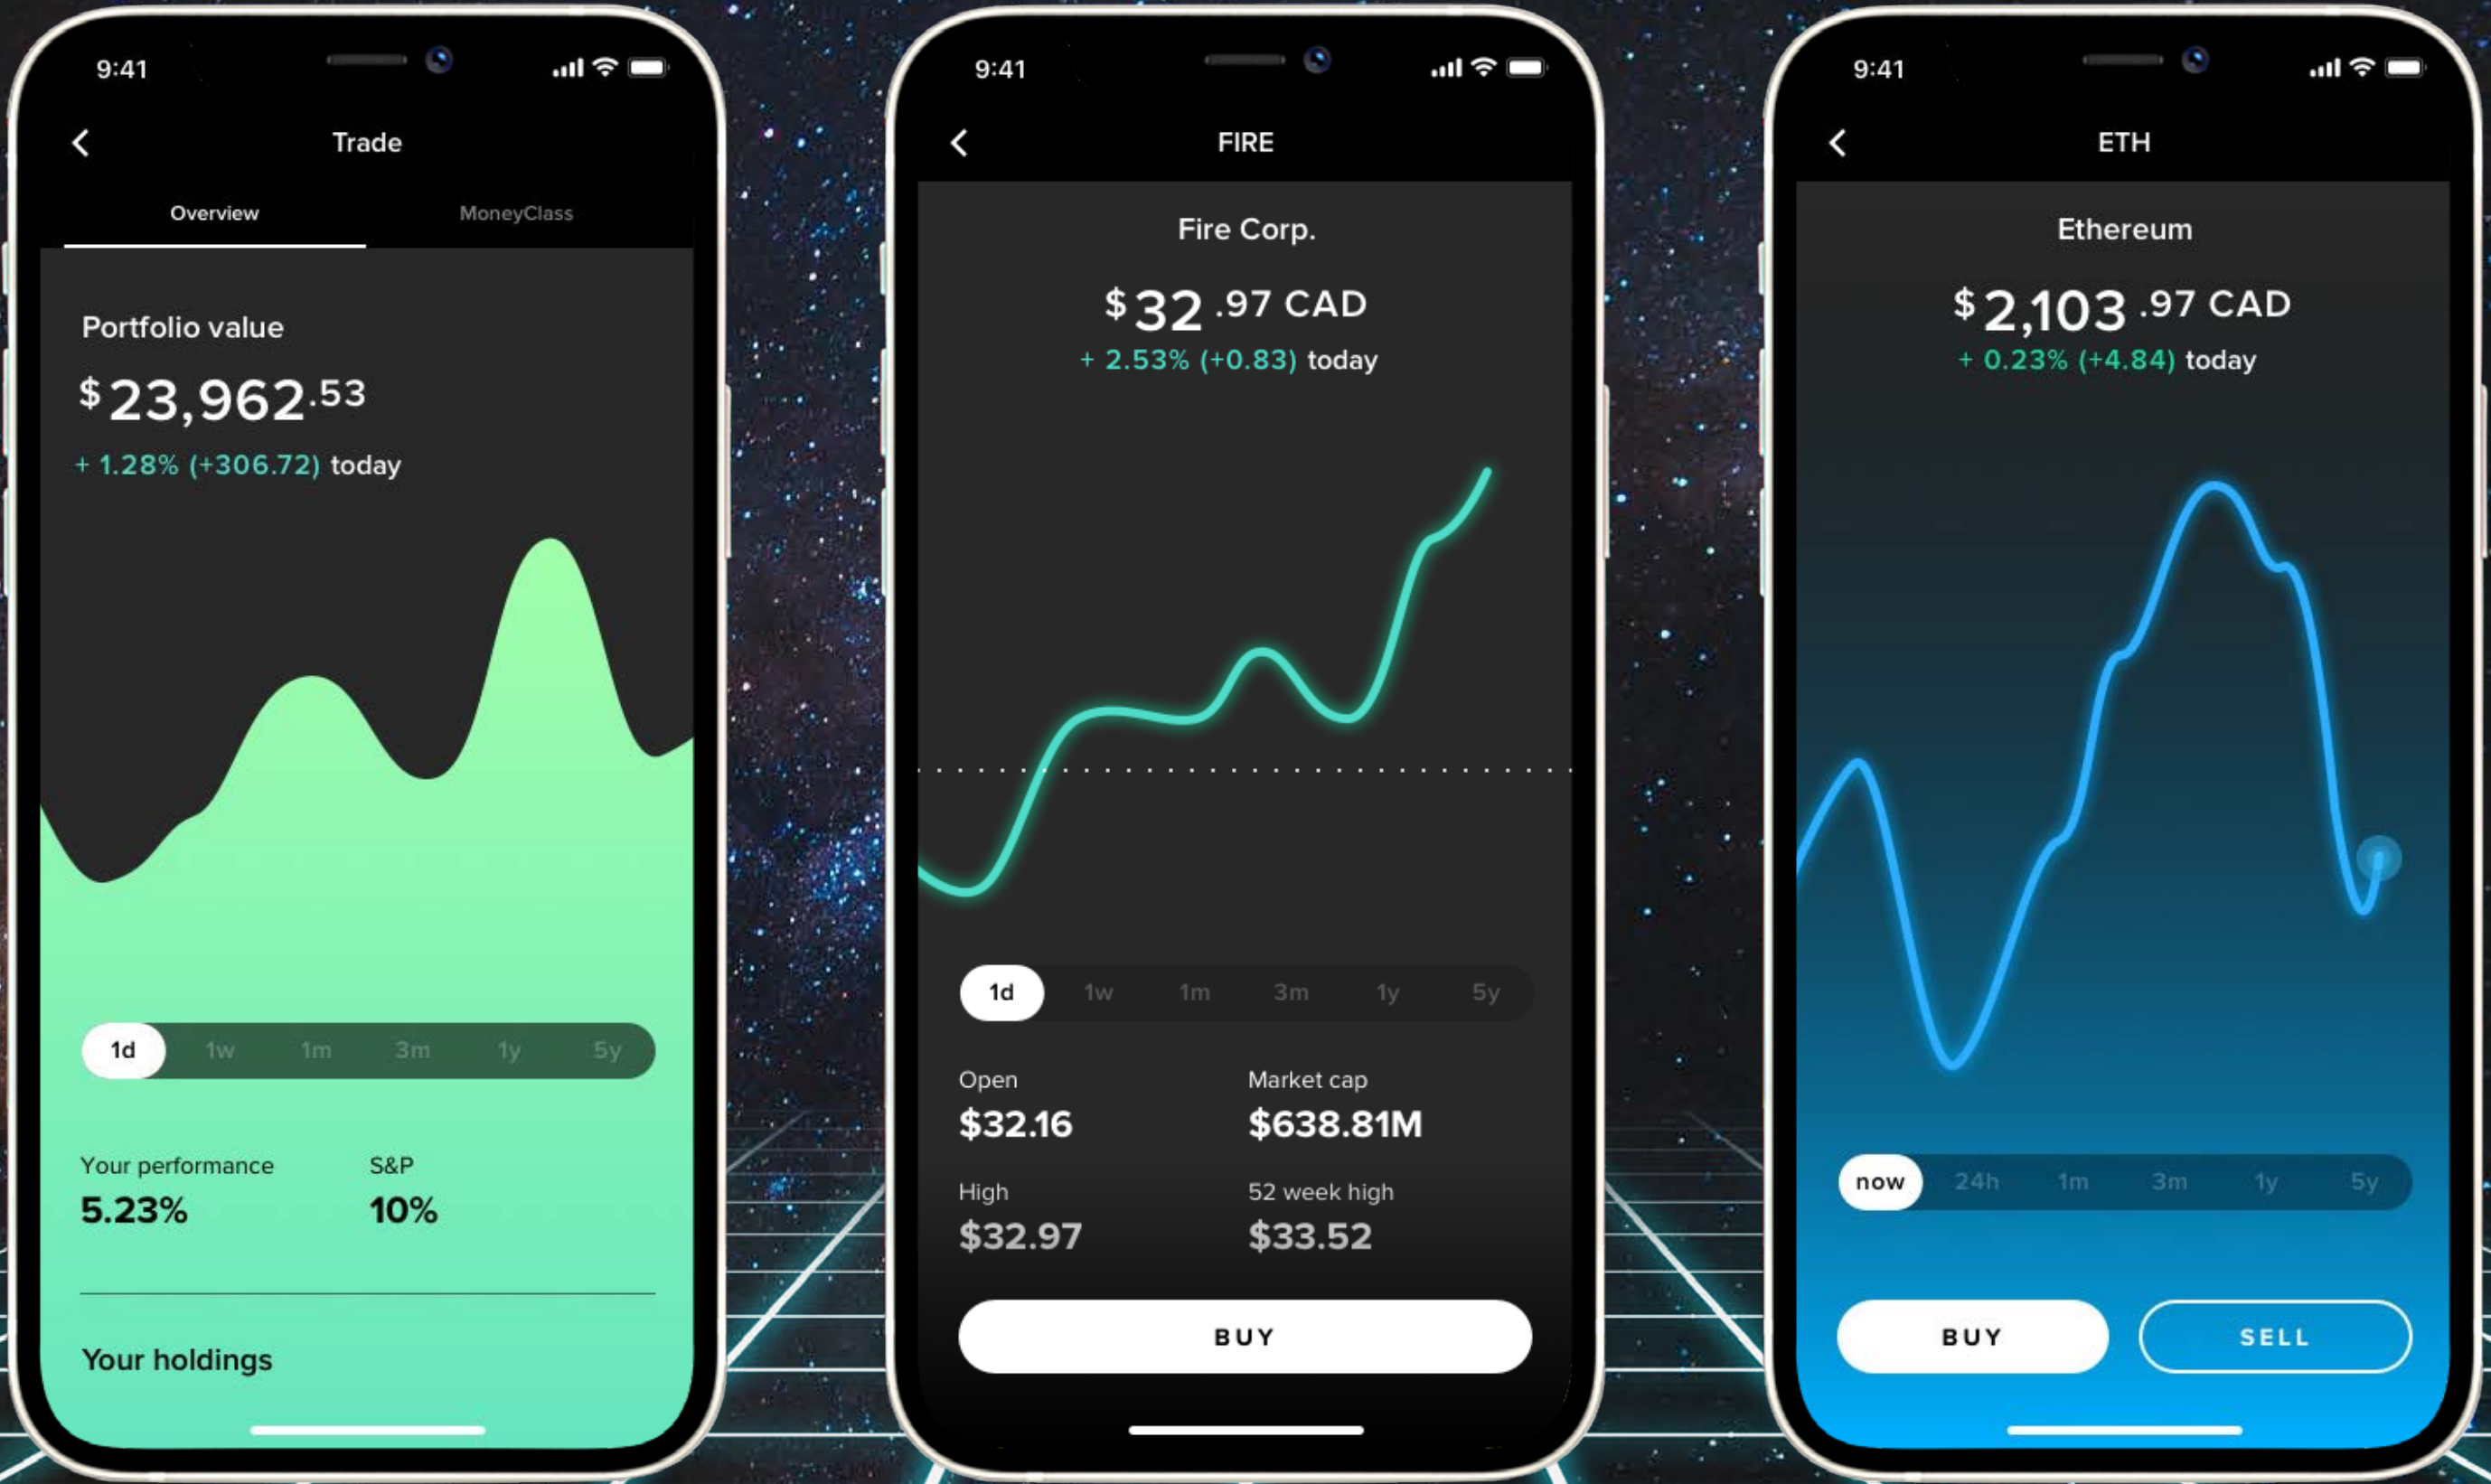 9:41
Trade
Overview MoneyClass
Portfolio value
$23,962.53
+ 1.28% (+306.72) today
1d 1w 1m 3m 1y 5y
Your performance S&P
5.23% 10%
Your holdings
9:41
FIRE
Fire Corp.
$32.97 CAD
+ 2.53% (+0.83) today
1d 1w 1m 3m 1y 5y
Open Market cap
$32.16 $638.81M
High 52 week high
$32.97 $33.52
BUY
9:41
ETH
Ethereum
$2,103.97 CAD
+ 0.23% (+4.84) today
now 24h 1m 3m 1y 5y
BUY SELL